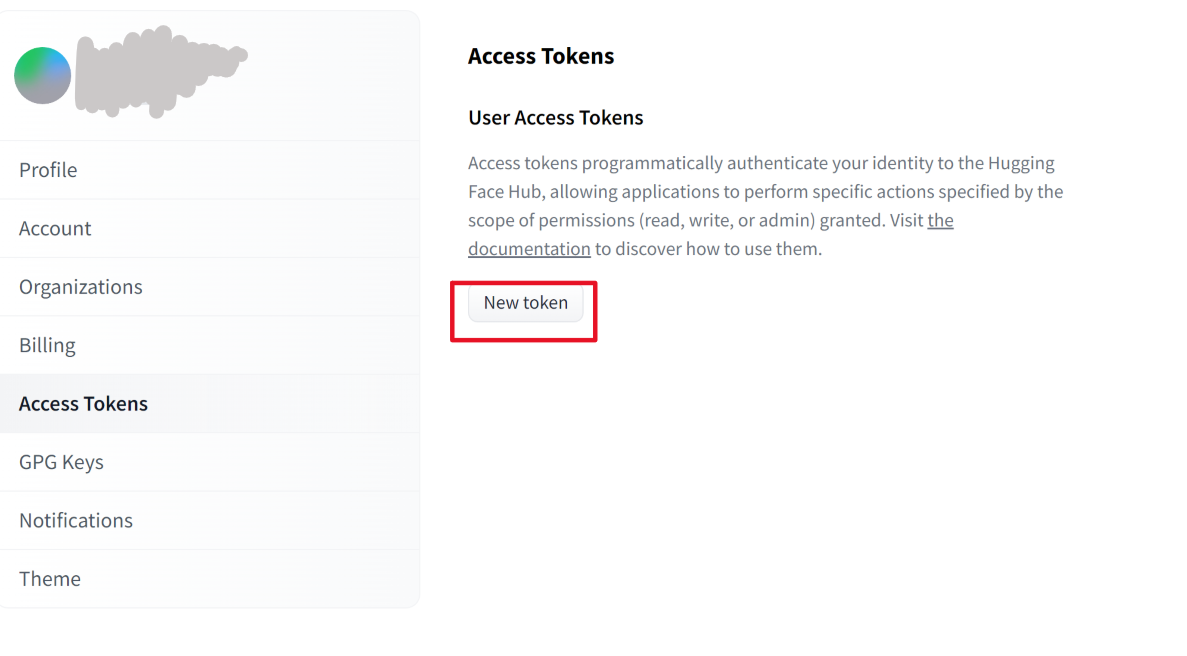 Profile
Account
Organizations
Billing
Access Tokens
GPG Keys
Notifications
Theme
Access Tokens
User Access Tokens
Access tokens programmatically authenticate your identity to the Hugging
Face Hub, allowing applications to perform specific actions specified by the
scope of permissions (read, write, or admin) granted. Visit the
documentation to discover how to use them.
New token